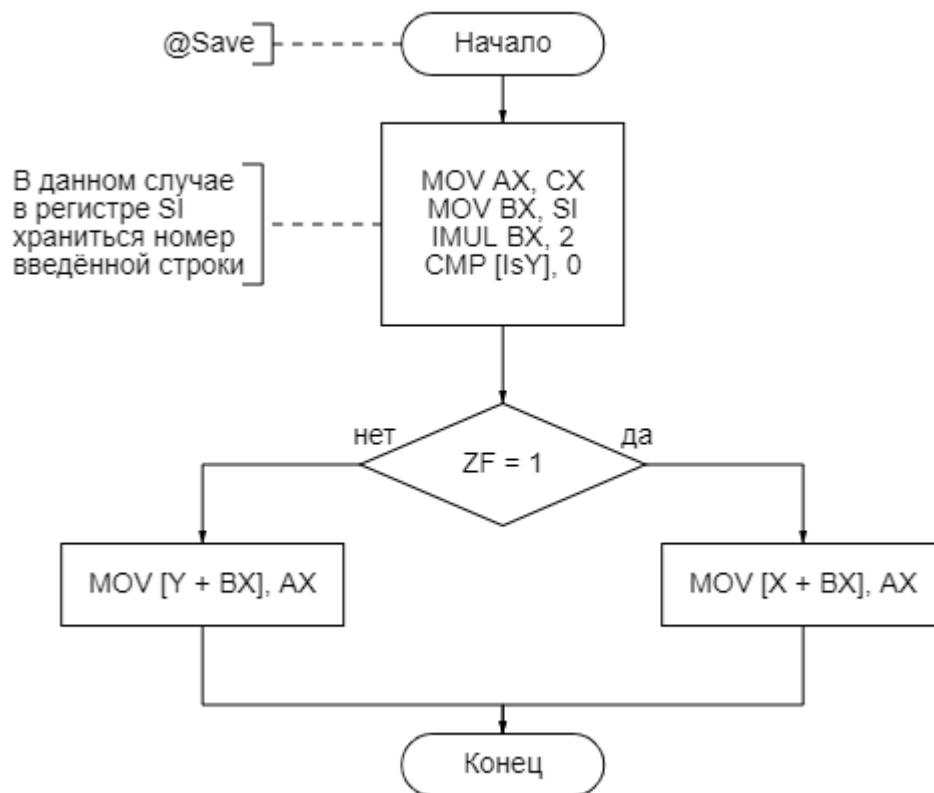 @Save
Начало
В данном случае
в регистре SI
храниться номер
введённой строки
MOV AX, CX
MOV BX, SI
IMUL BX, 2
CMP [IsY], 0
нет
ZF = 1
да
MOV [Y + BX], AX
MOV [X + BX], AX
Конец